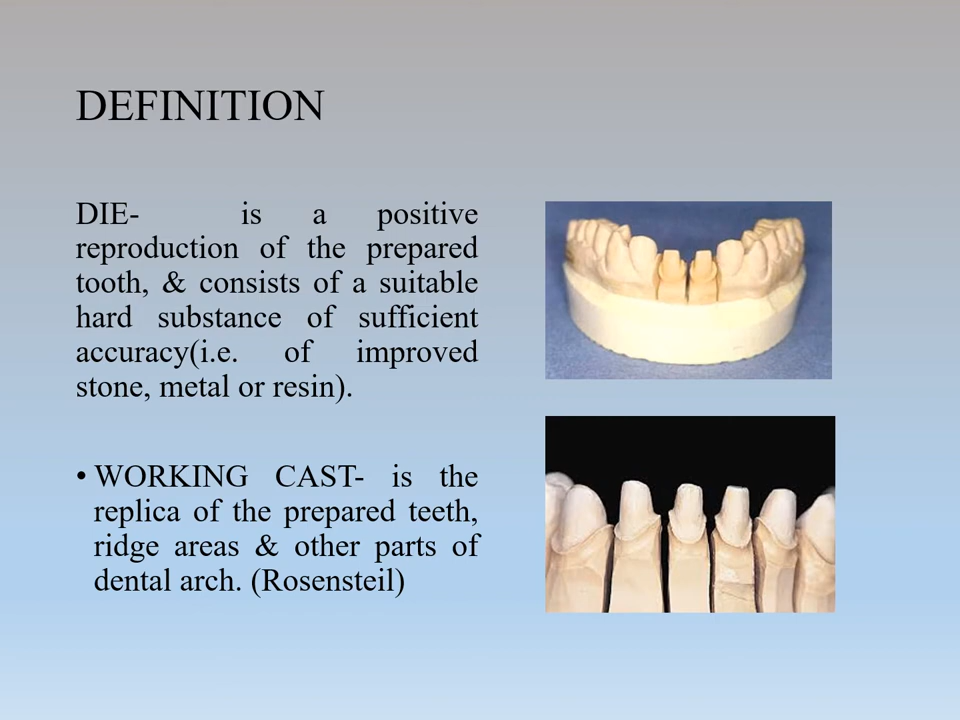 DEFINITION
DIE- is a positive
reproduction of the prepared
tooth, & consists of a suitable
hard substance of sufficient
accuracy(i.e. of improved
stone, metal or resin).
• WORKING CAST- is the
replica of the prepared teeth,
ridge areas & other parts of
dental arch. (Rosensteil)